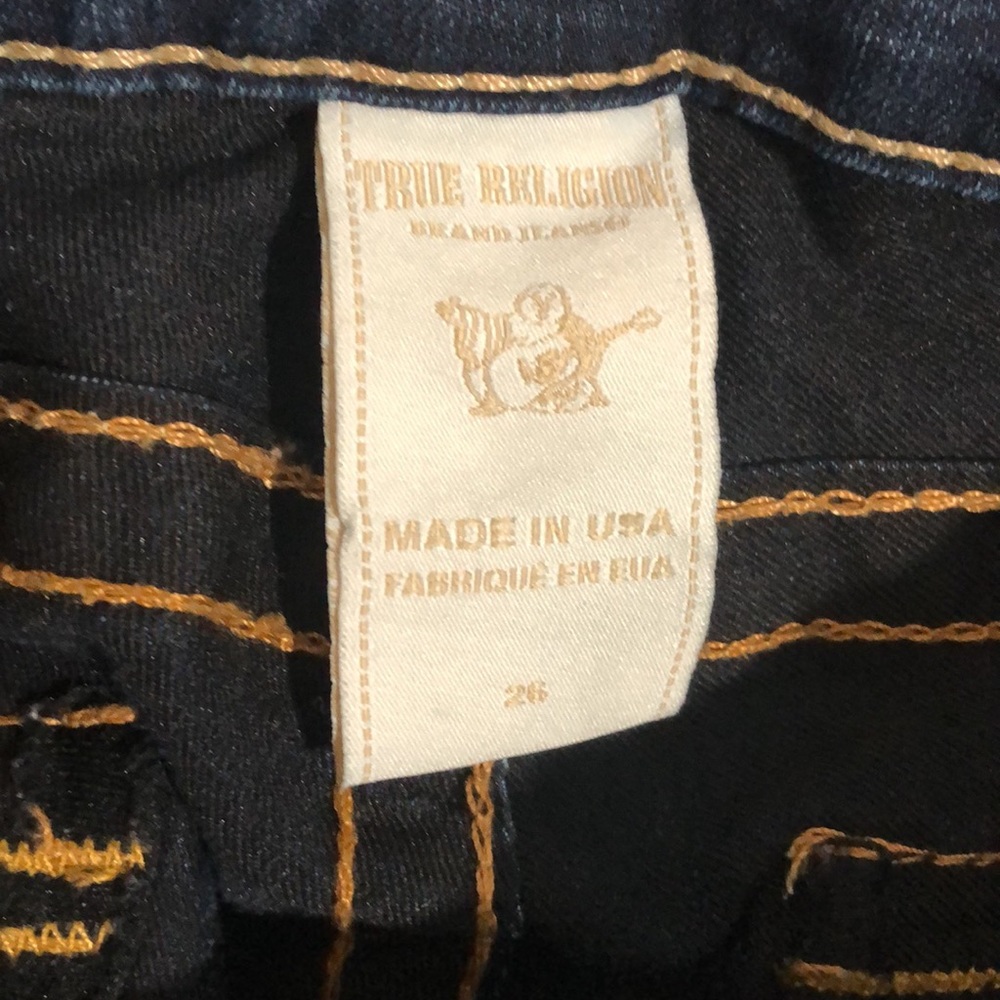 TRUE RELIGION
BRAND JEANS®
MADE IN USA
FABRIQUÉ EN EUA
26